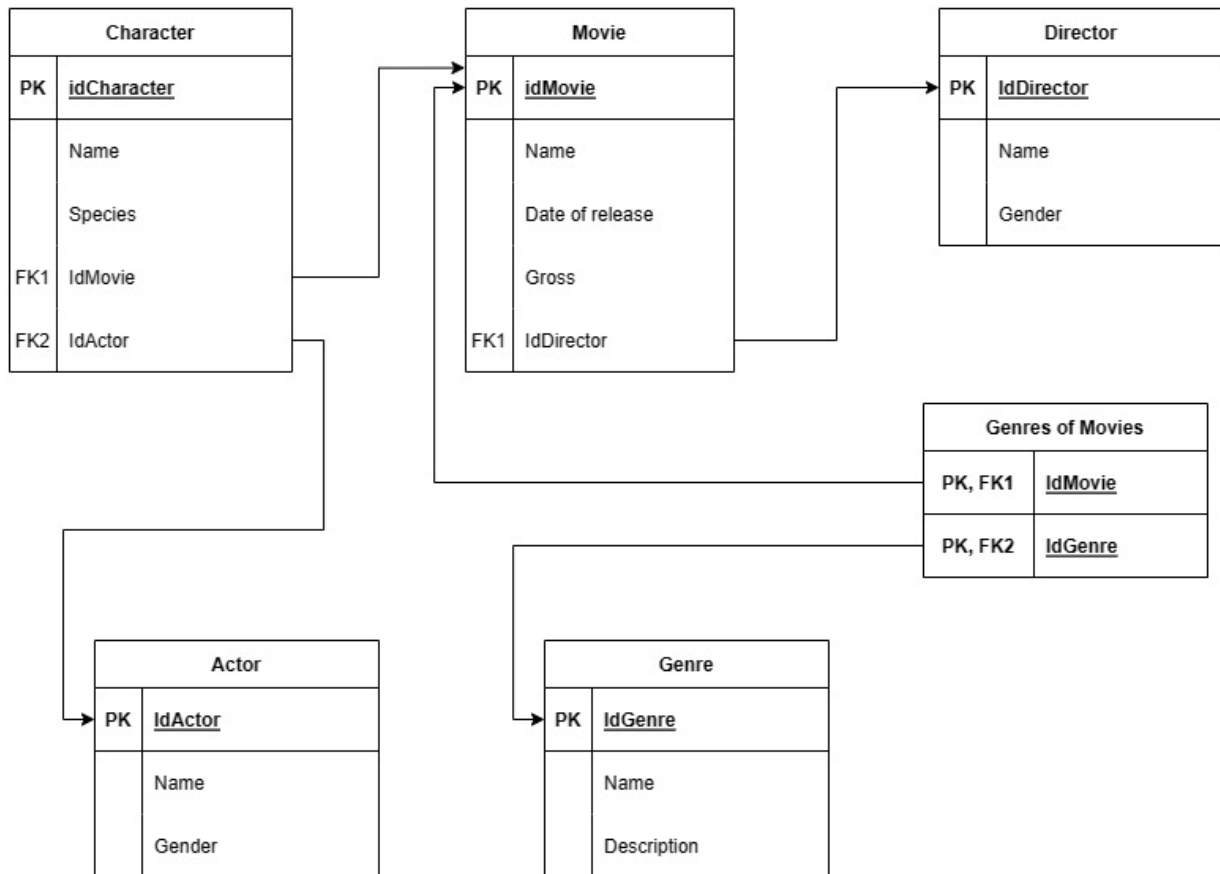 Character
PK idCharacter
Name
Species
FK1 IdMovie
FK2 IdActor
Movie
PK idMovie
Name
Date of release
Gross
FK1 IdDirector
Director
PK IdDirector
Name
Gender
Genres of Movies
PK, FK1 IdMovie
PK, FK2 IdGenre
Actor
PK IdActor
Name
Gender
Genre
PK IdGenre
Name
Description